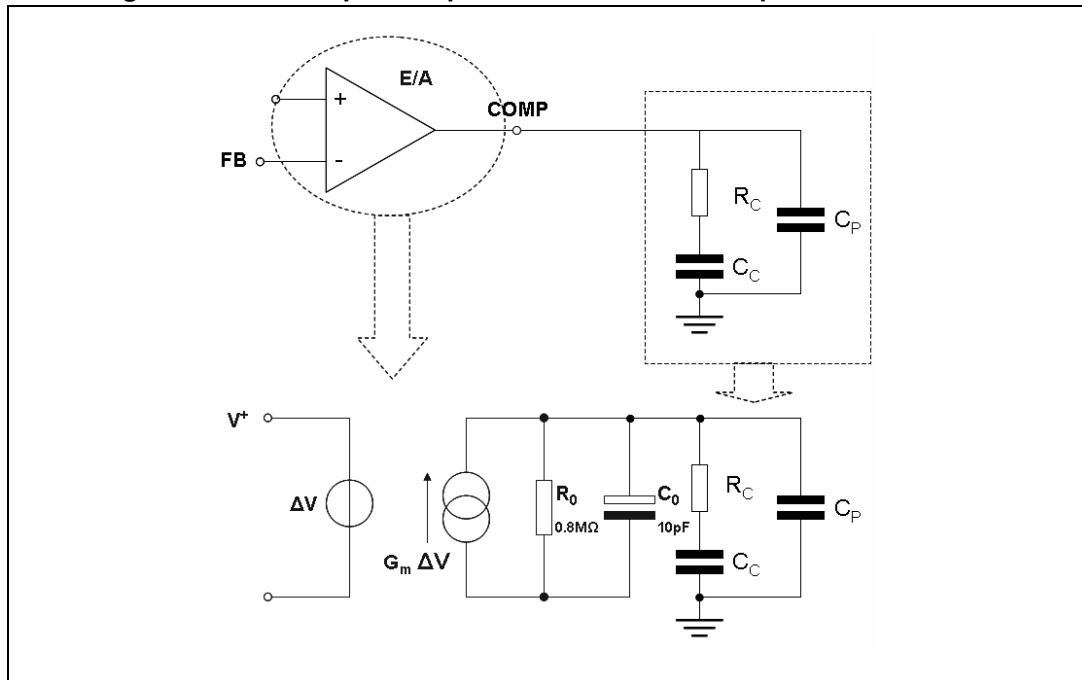 E/A
+
COMP
FB
-
R_C
C_P
C_C
V⁺
ΔV
G_m ΔV
R_0
0.8MΩ
C_0
10pF
R_C
C_P
C_C